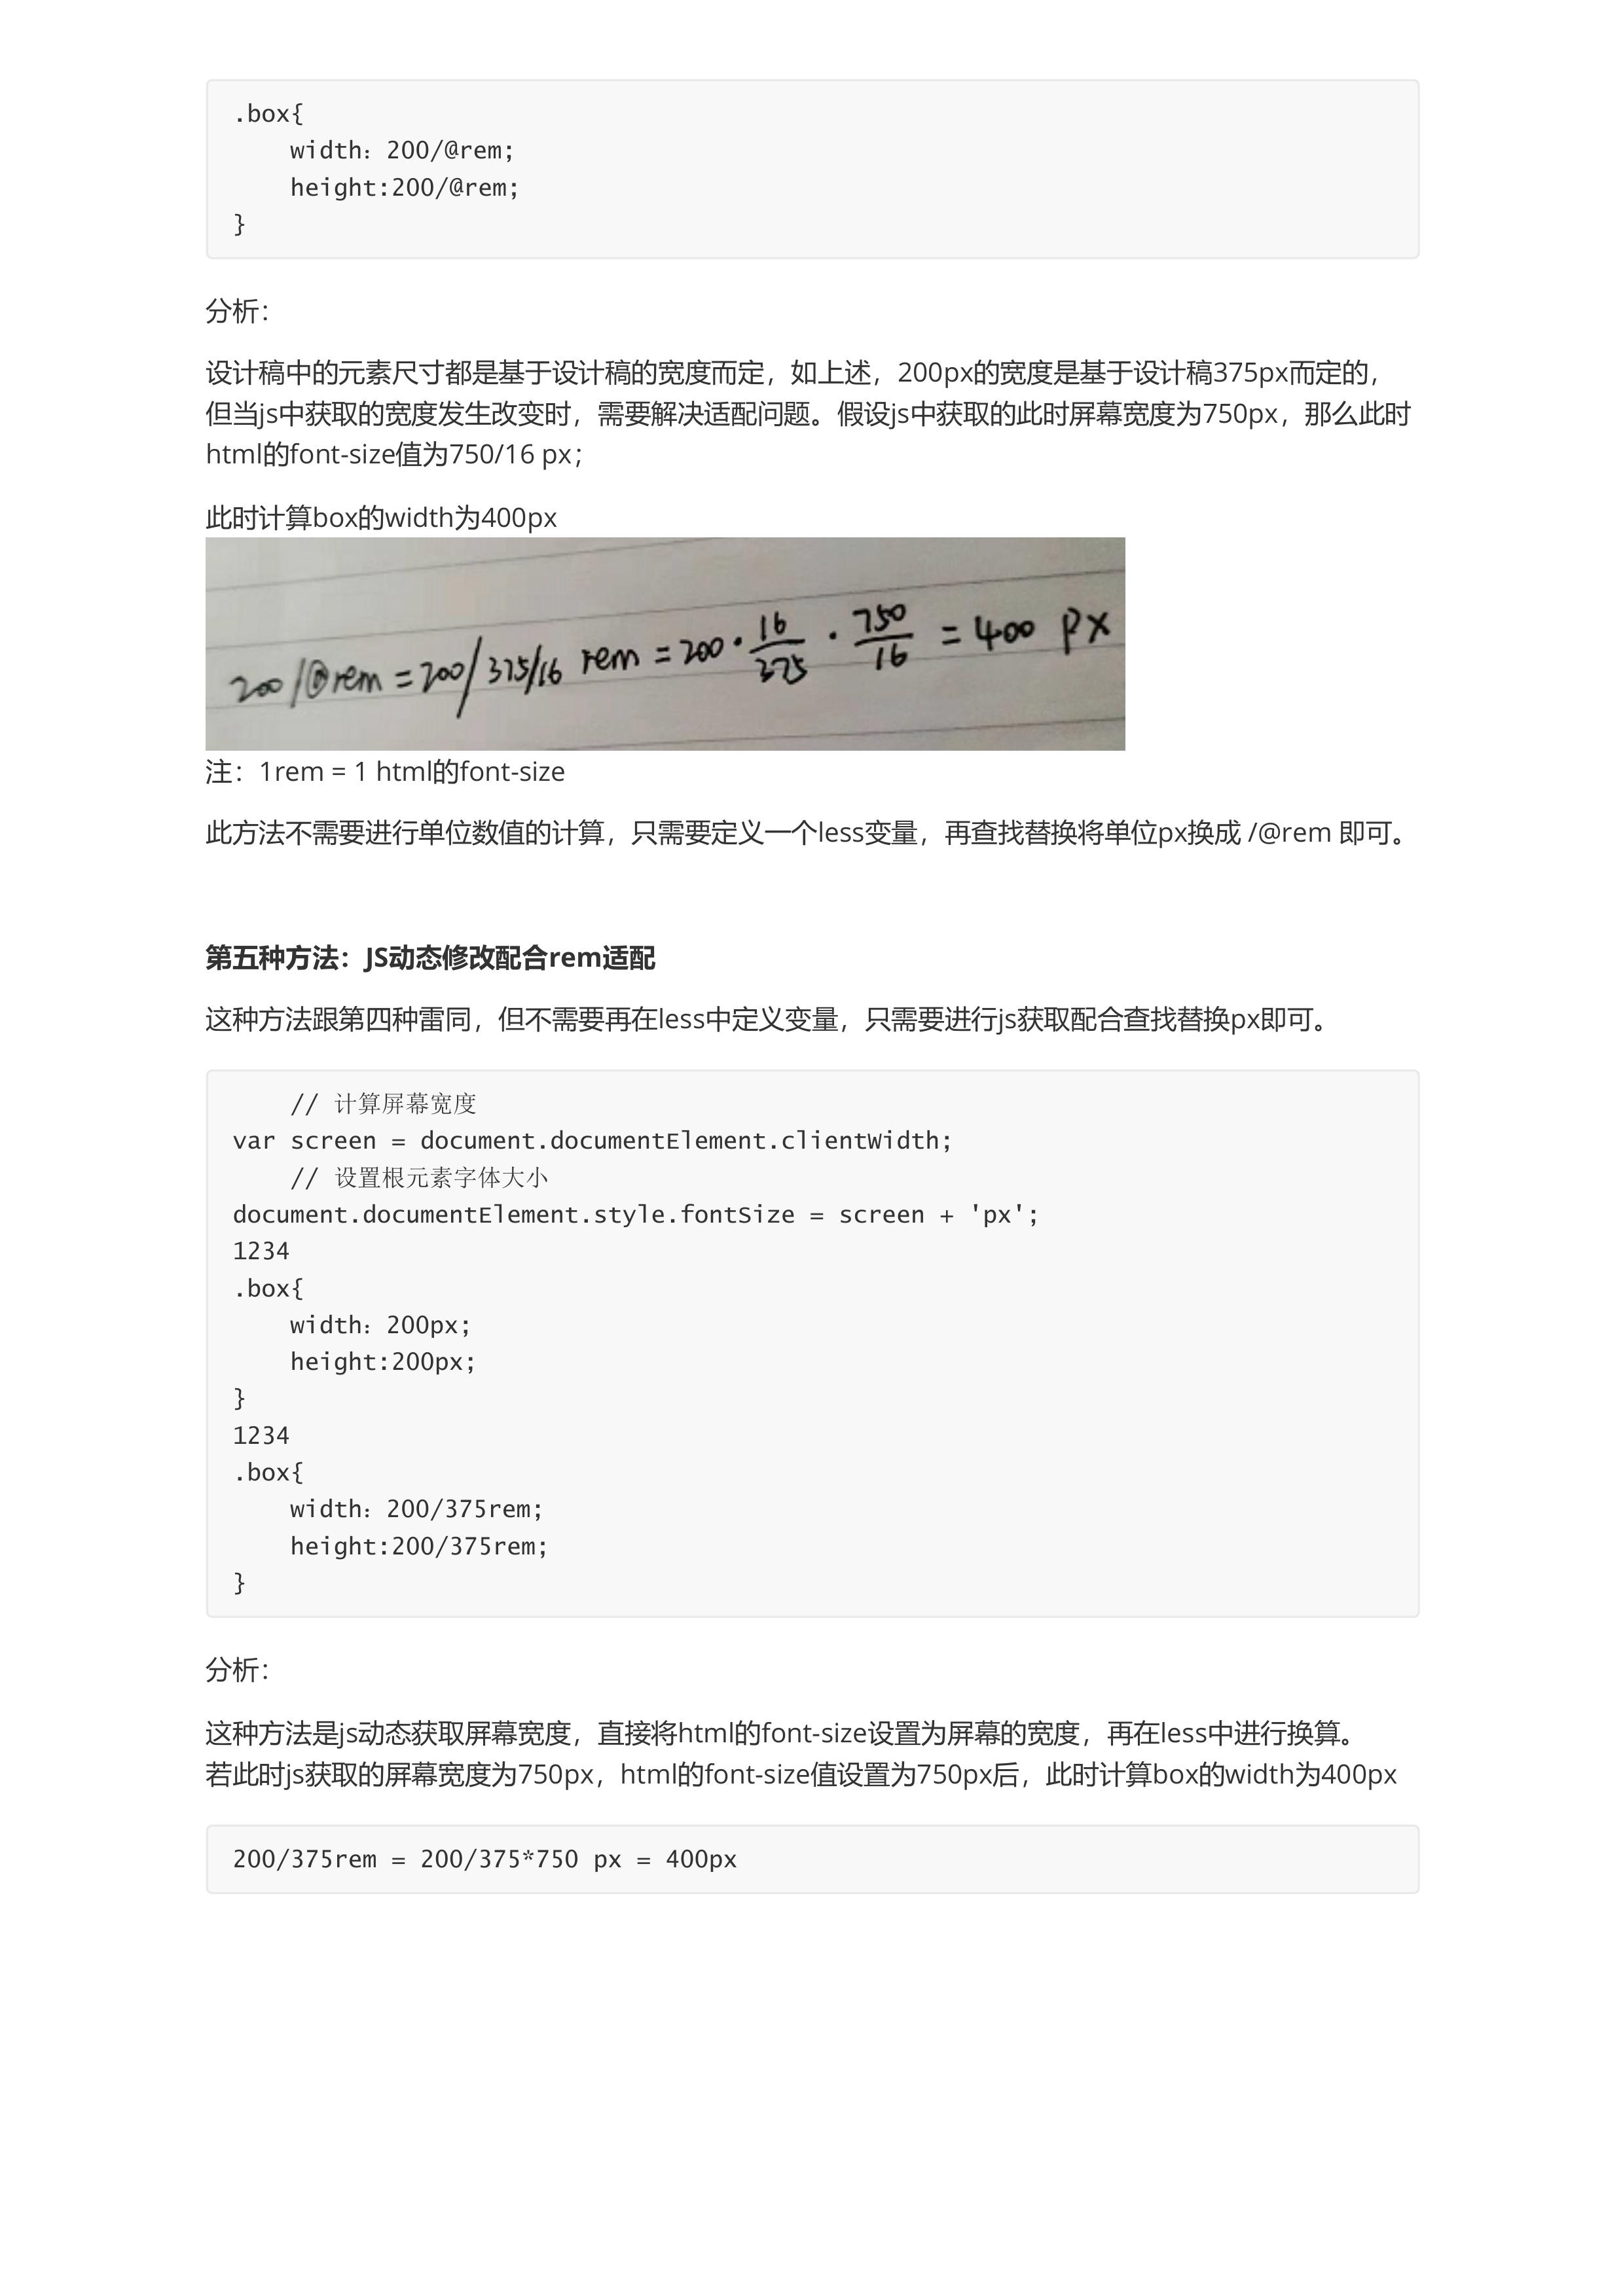 .box{
    width：200/@rem;
    height:200/@rem;
}
分析：
设计稿中的元素尺寸都是基于设计稿的宽度而定，如上述，200px的宽度是基于设计稿375px而定的，
但当js中获取的宽度发生改变时，需要解决适配问题。假设js中获取的此时屏幕宽度为750px，那么此时
html的font-size值为750/16 px；
此时计算box的width为400px
200/@rem = 200/375/16 rem = 200 · 16/375 · 750/16 = 400 px
注：1rem = 1 html的font-size
此方法不需要进行单位数值的计算，只需要定义一个less变量，再查找替换将单位px换成 /@rem 即可。
第五种方法：JS动态修改配合rem适配
这种方法跟第四种雷同，但不需要再在less中定义变量，只需要进行js获取配合查找替换px即可。
    // 计算屏幕宽度
var screen = document.documentElement.clientWidth;
    // 设置根元素字体大小
document.documentElement.style.fontSize = screen + 'px';
1234
.box{
    width：200px;
    height:200px;
}
1234
.box{
    width：200/375rem;
    height:200/375rem;
}
分析：
这种方法是js动态获取屏幕宽度，直接将html的font-size设置为屏幕的宽度，再在less中进行换算。
若此时js获取的屏幕宽度为750px，html的font-size值设置为750px后，此时计算box的width为400px
200/375rem = 200/375*750 px = 400px